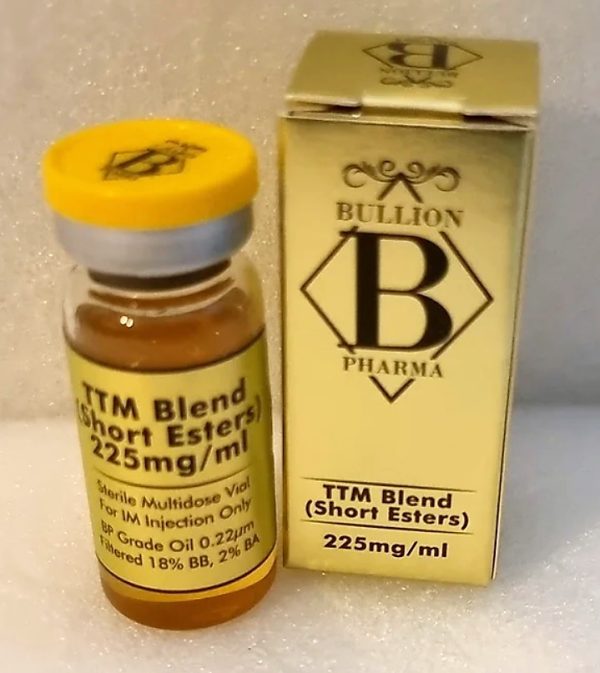 B
TTM Blend
(Short Esters)
225mg/ml
Sterile Multidose Vial
For IM Injection Only
BP Grade Oil 0.22µm
Filtered 18% BB, 2% BA
B
BULLION
BULLION
B
PHARMA
TTM Blend
(Short Esters)
225mg/ml